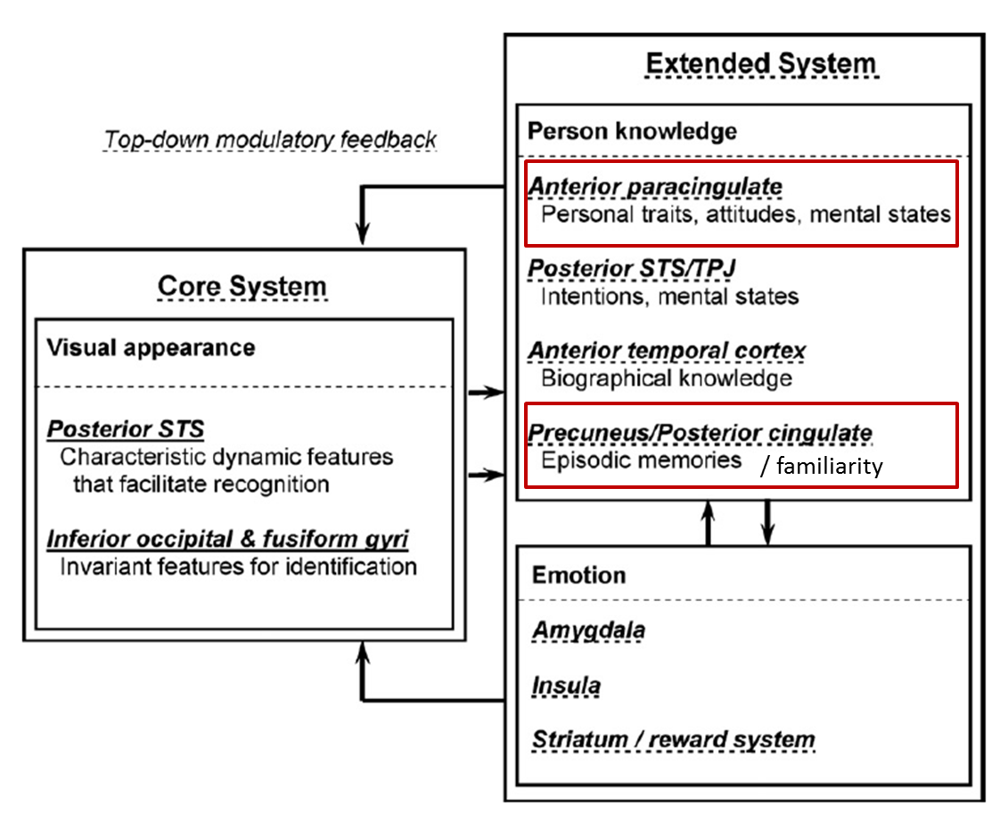 Extended System
Top-down modulatory feedback
Person knowledge
Anterior paracingulate
Personal traits, attitudes, mental states
Posterior STS/TPJ
Intentions, mental states
Anterior temporal cortex
Biographical knowledge
Precuneus/Posterior cingulate
Episodic memories / familiarity
Core System
Visual appearance
Posterior STS
Characteristic dynamic features
that facilitate recognition
Inferior occipital & fusiform gyri
Invariant features for identification
Emotion
Amygdala
Insula
Striatum / reward system